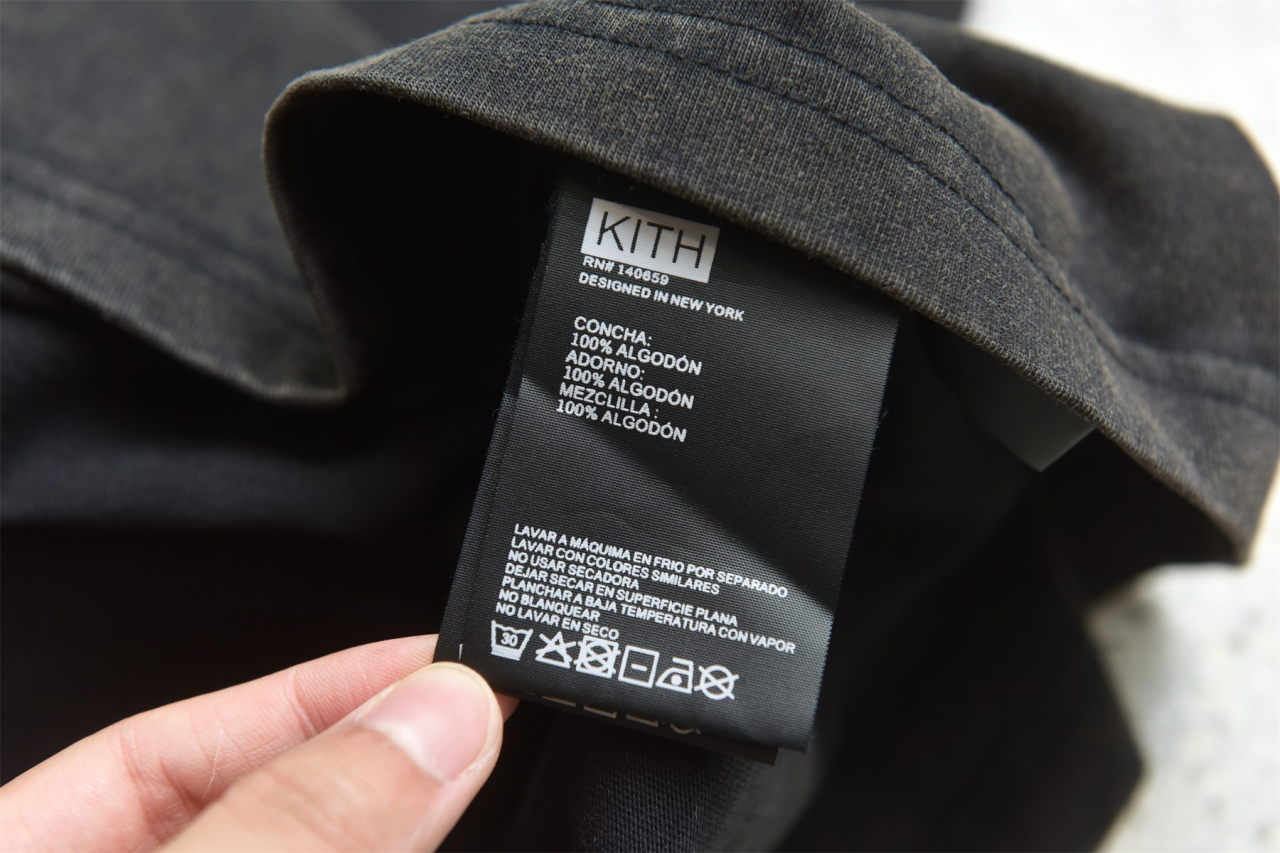 KITH
RN# 140659
DESIGNED IN NEW YORK
CONCHA:
100% ALGODÓN
ADORNO:
100% ALGODÓN
MEZCLILLA :
100% ALGODÓN
LAVAR A MÁQUIMA EN FRIO POR SEPARADO
LAVAR CON COLORES SIMILARES
NO USAR SECADORA
DEJAR SECAR EN SUPERFICIE PLANA
PLANCHAR A BAJA TEMPERATURA CON VAPOR
NO BLANQUEAR
NO LAVAR EN SECO
30